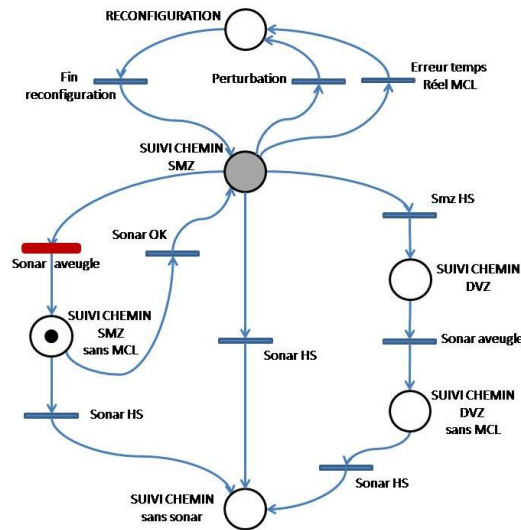 RECONFIGURATION
Fin
reconfiguration
Perturbation
Erreur temps
Réel MCL
SUIVI CHEMIN
SMZ
Smz HS
Sonar OK
Sonar aveugle
SUIVI CHEMIN
DVZ
SUIVI CHEMIN
SMZ
sans MCL
Sonar HS
Sonar aveugle
SUIVI CHEMIN
DVZ
sans MCL
Sonar HS
Sonar HS
SUIVI CHEMIN
sans sonar